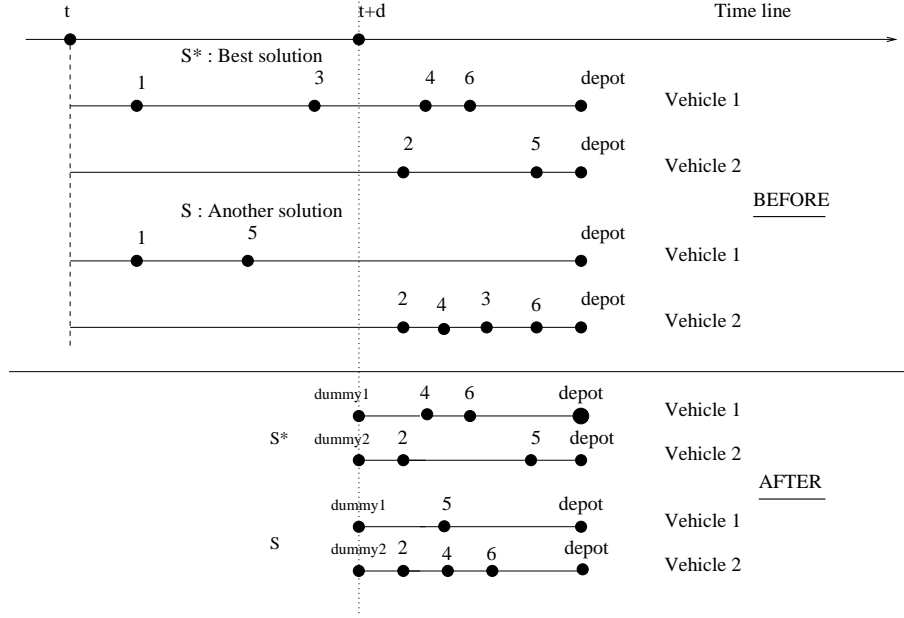 t t+d Time line
S* : Best solution
1 3 4 6 depot Vehicle 1
2 5 depot Vehicle 2
S : Another solution BEFORE
1 5 depot Vehicle 1
2 4 3 6 depot Vehicle 2
dummy1 4 6 depot Vehicle 1
S* dummy2 2 5 depot Vehicle 2
AFTER
dummy1 5 depot Vehicle 1
S dummy2 2 4 6 depot Vehicle 2